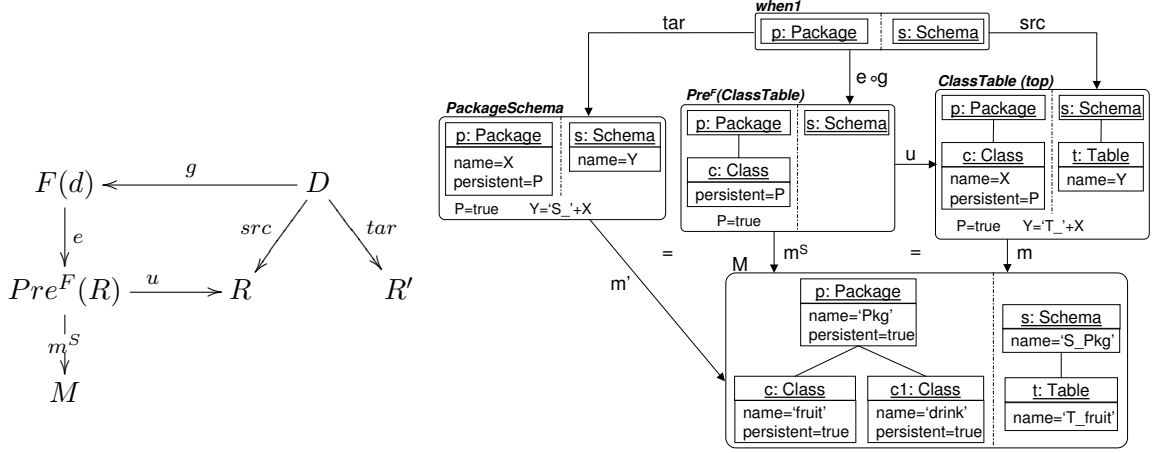 g
F(d)
D
e
src
tar
Pre^F(R)
u
R
R'
m^S
M
when1
tar
p: Package
s: Schema
src
e∘g
PackageSchema
p: Package
name=X
persistent=P
s: Schema
name=Y
P=true
Y='S_'+X
Pre^F(ClassTable)
p: Package
s: Schema
c: Class
persistent=P
P=true
u
ClassTable (top)
p: Package
s: Schema
c: Class
name=X
persistent=P
t: Table
name=Y
P=true
Y='T_'+X
=
m^S
=
m
m'
M
p: Package
name='Pkg'
persistent=true
s: Schema
name='S_Pkg'
c: Class
name='fruit'
persistent=true
c1: Class
name='drink'
persistent=true
t: Table
name='T_fruit'